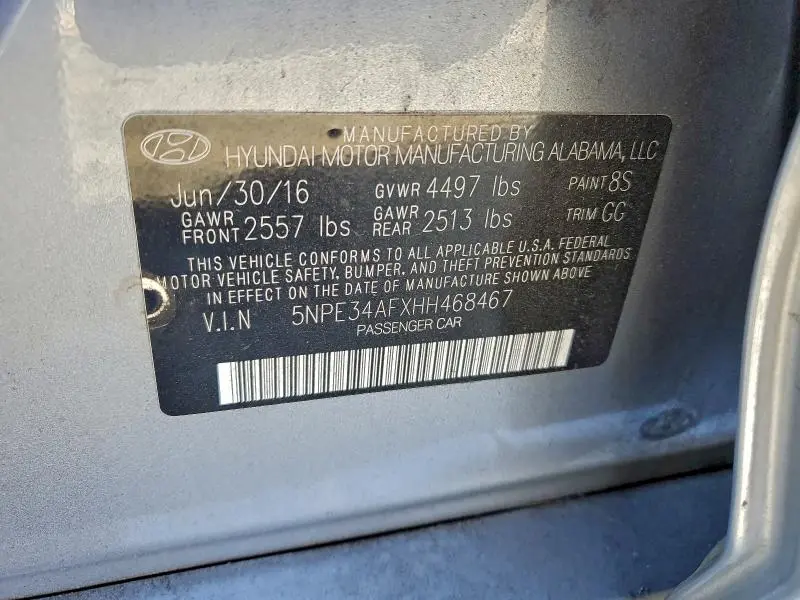 MANUFACTURED BY
HYUNDAI MOTOR MANUFACTURING ALABAMA, LLC
Jun/30/16 GVWR 4497 lbs PAINT 8S
GAWR FRONT 2557 lbs GAWR REAR 2513 lbs TRIM GG
THIS VEHICLE CONFORMS TO ALL APPLICABLE U.S.A. FEDERAL
MOTOR VEHICLE SAFETY, BUMPER, AND THEFT PREVENTION STANDARDS
IN EFFECT ON THE DATE OF MANUFACTURE SHOWN ABOVE
V.I.N 5NPE34AFXHH468467
PASSENGER CAR